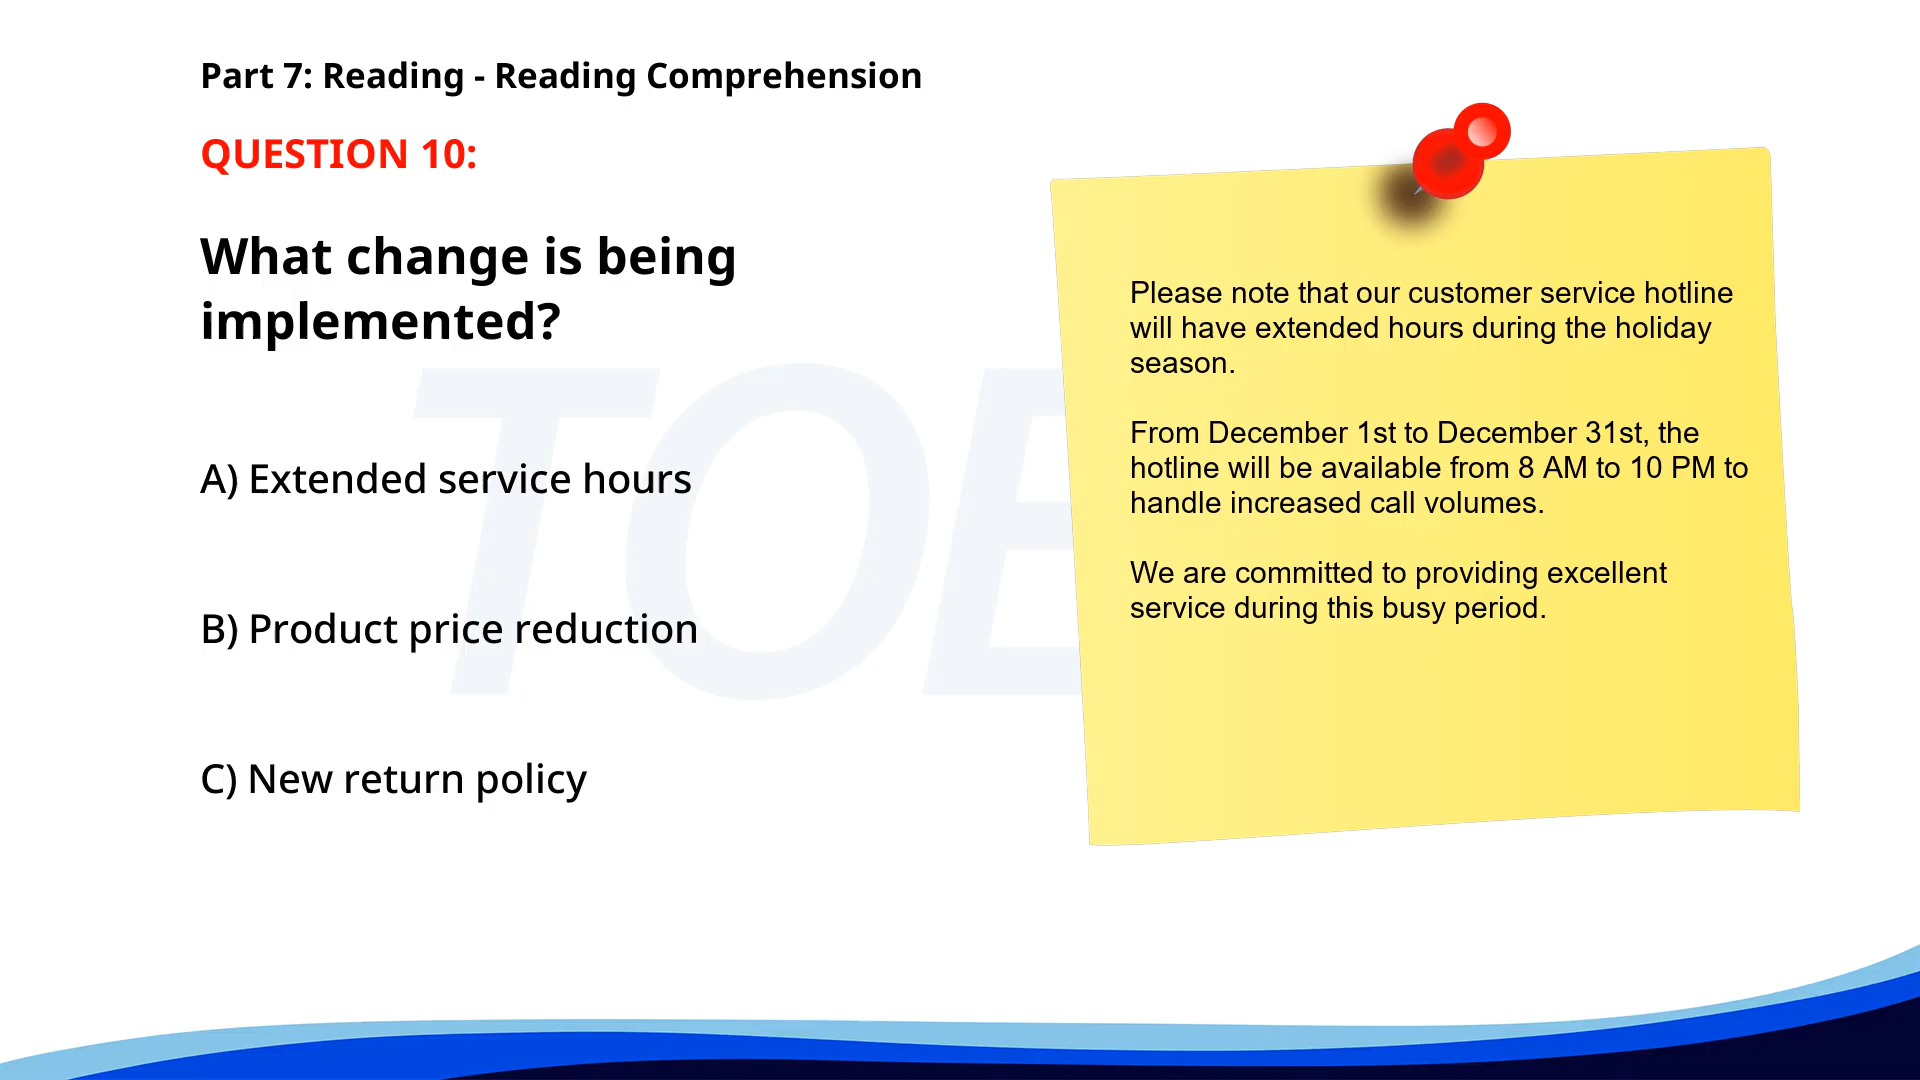 Part 7: Reading - Reading Comprehension
QUESTION 10:
What change is being
implemented?
A) Extended service hours
B) Product price reduction
C) New return policy
Please note that our customer service hotline
will have extended hours during the holiday
season.
From December 1st to December 31st, the
hotline will be available from 8 AM to 10 PM to
handle increased call volumes.
We are committed to providing excellent
service during this busy period.